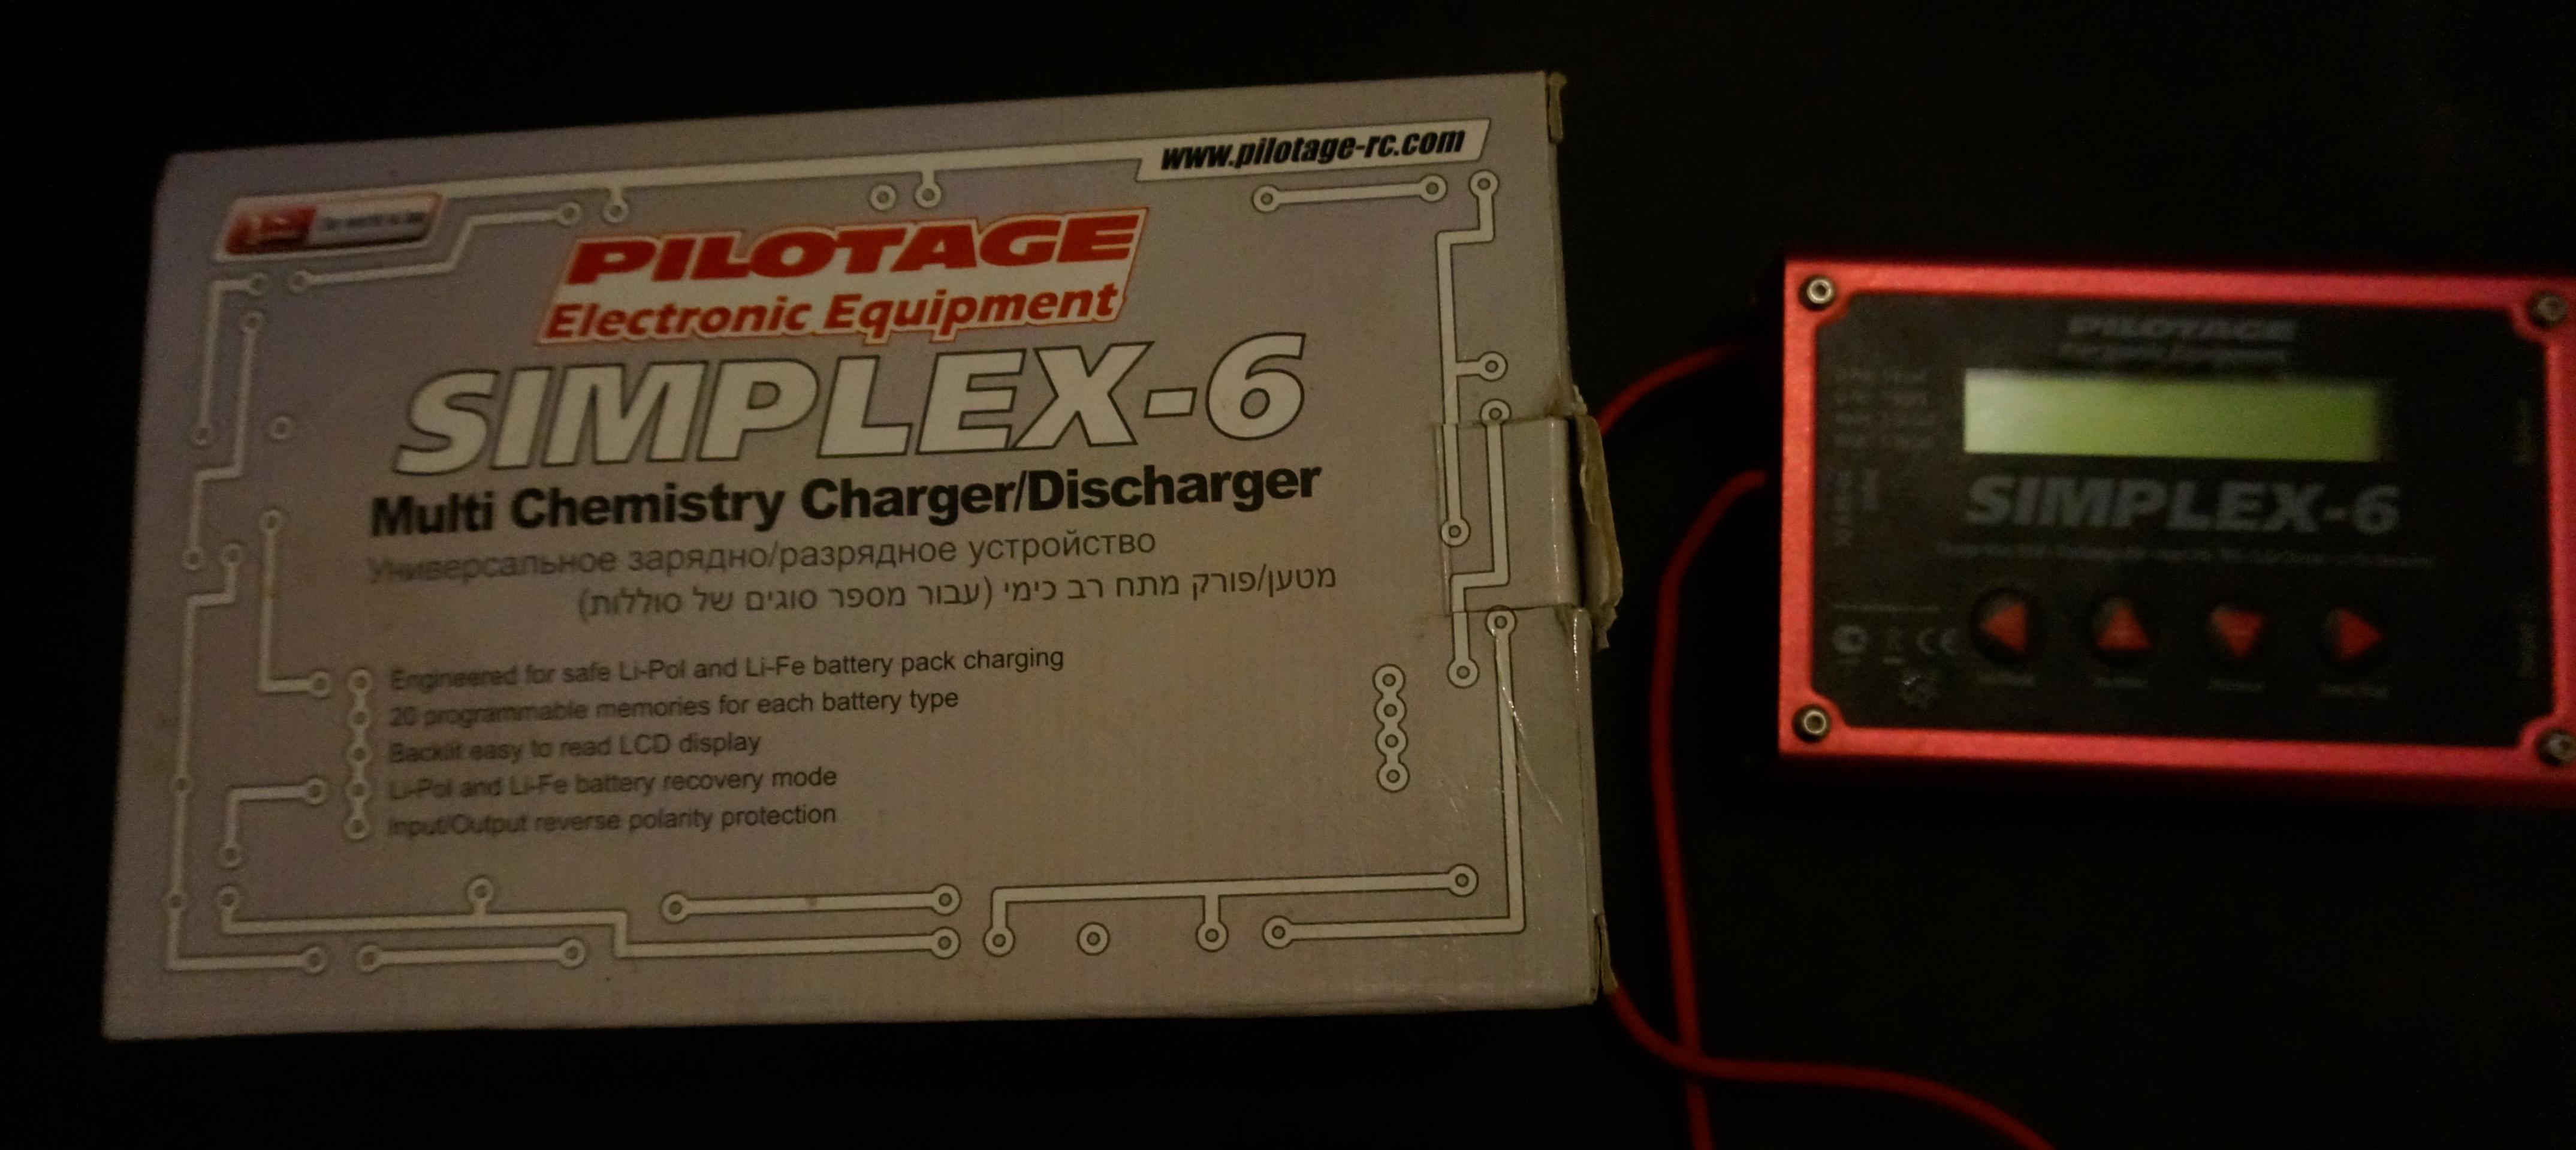 www.pilotage-rc.com
PILOTAGE
Electronic Equipment
SIMPLEX-6
Multi Chemistry Charger/Discharger
Универсальное зарядно/разрядное устройство
מטען/פורק מתח רב כימי (עבור מספר סוגים של סוללות)
Engineered for safe Li-Pol and Li-Fe battery pack charging
20 programmable memories for each battery type
Backlit easy to read LCD display
Li-Pol and Li-Fe battery recovery mode
Input/Output reverse polarity protection
PILOTAGE
Electronic Equipment
SIMPLEX-6
CE